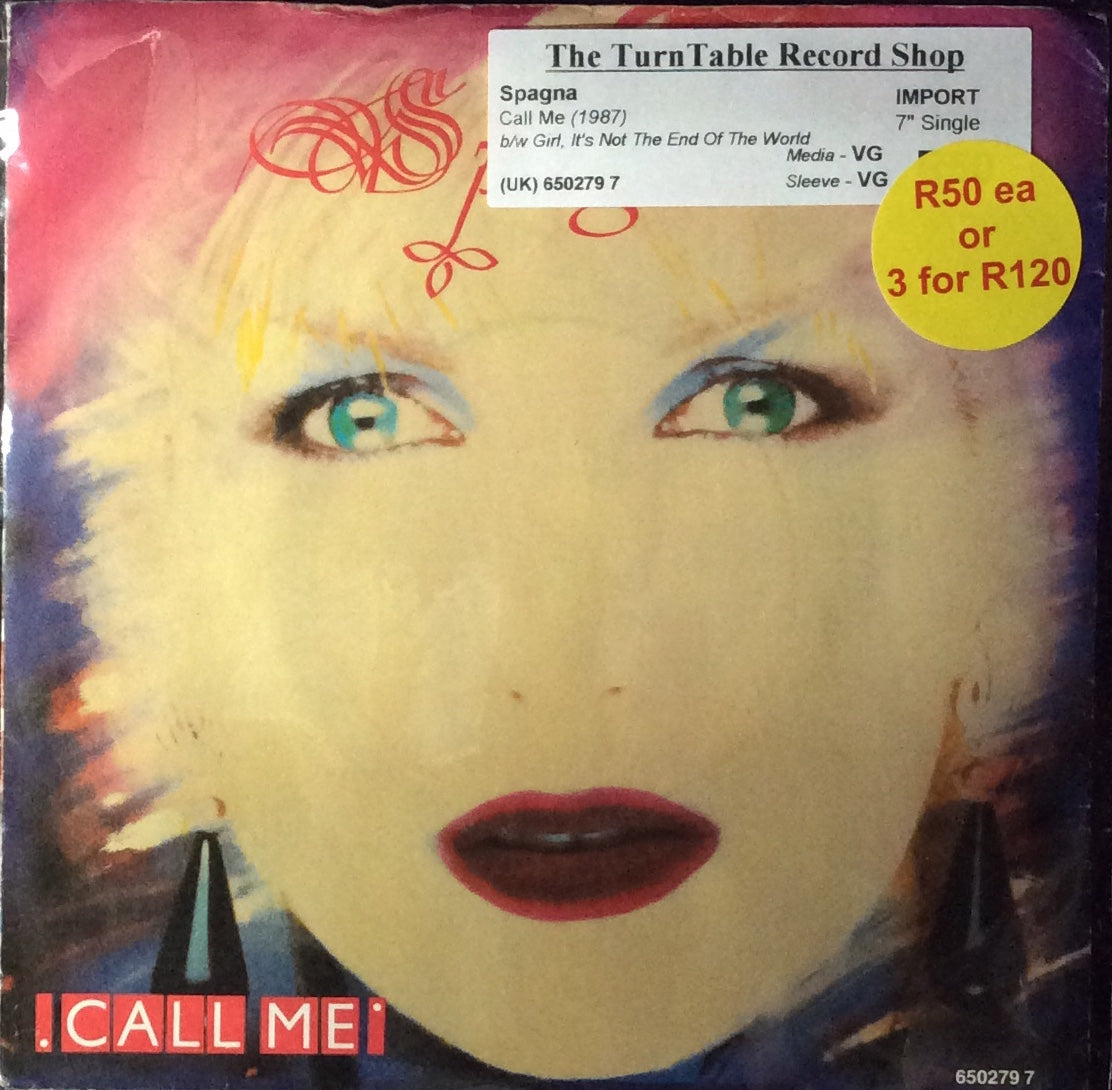 The TurnTable Record Shop
Spagna
IMPORT
Call Me (1987)
7" Single
b/w Girl, It's Not The End Of The World
Media - VG
(UK) 650279 7
Sleeve - VG
R50 ea
or
3 for R120
.CALL ME
650279 7